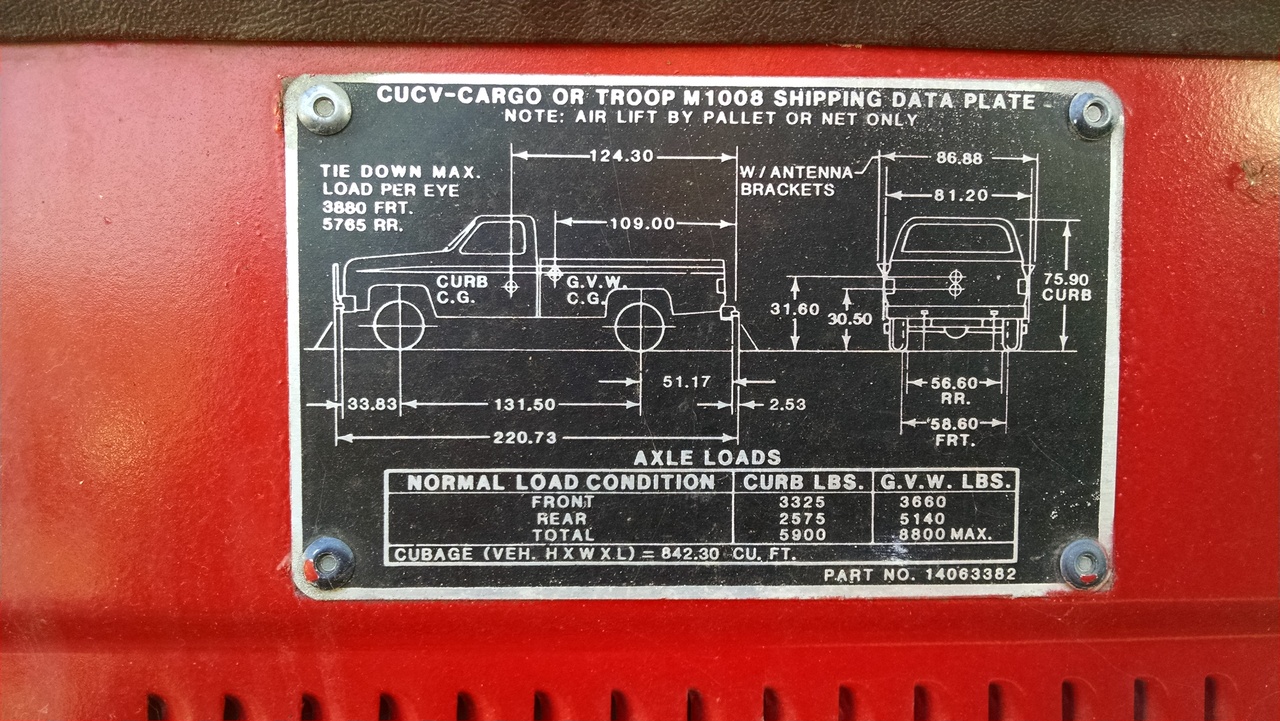 CUCV-CARGO OR TROOP M1008 SHIPPING DATA PLATE
NOTE: AIR LIFT BY PALLET OR NET ONLY
TIE DOWN MAX.
LOAD PER EYE
3880 FRT.
5765 RR.
124.30
109.00
CURB
C.G.
G.V.W.
C.G.
W/ANTENNA
BRACKETS
86.88
81.20
75.90
CURB
31.60
30.50
51.17
33.83
131.50
2.53
220.73
56.60
RR.
58.60
FRT.
AXLE LOADS
NORMAL LOAD CONDITION CURB LBS. G.V.W. LBS.
FRONT 3325 3660
REAR 2575 5140
TOTAL 5900 8800 MAX.
CUBAGE (VEH. H X W X L) = 842.30 CU. FT.
PART NO. 14063382